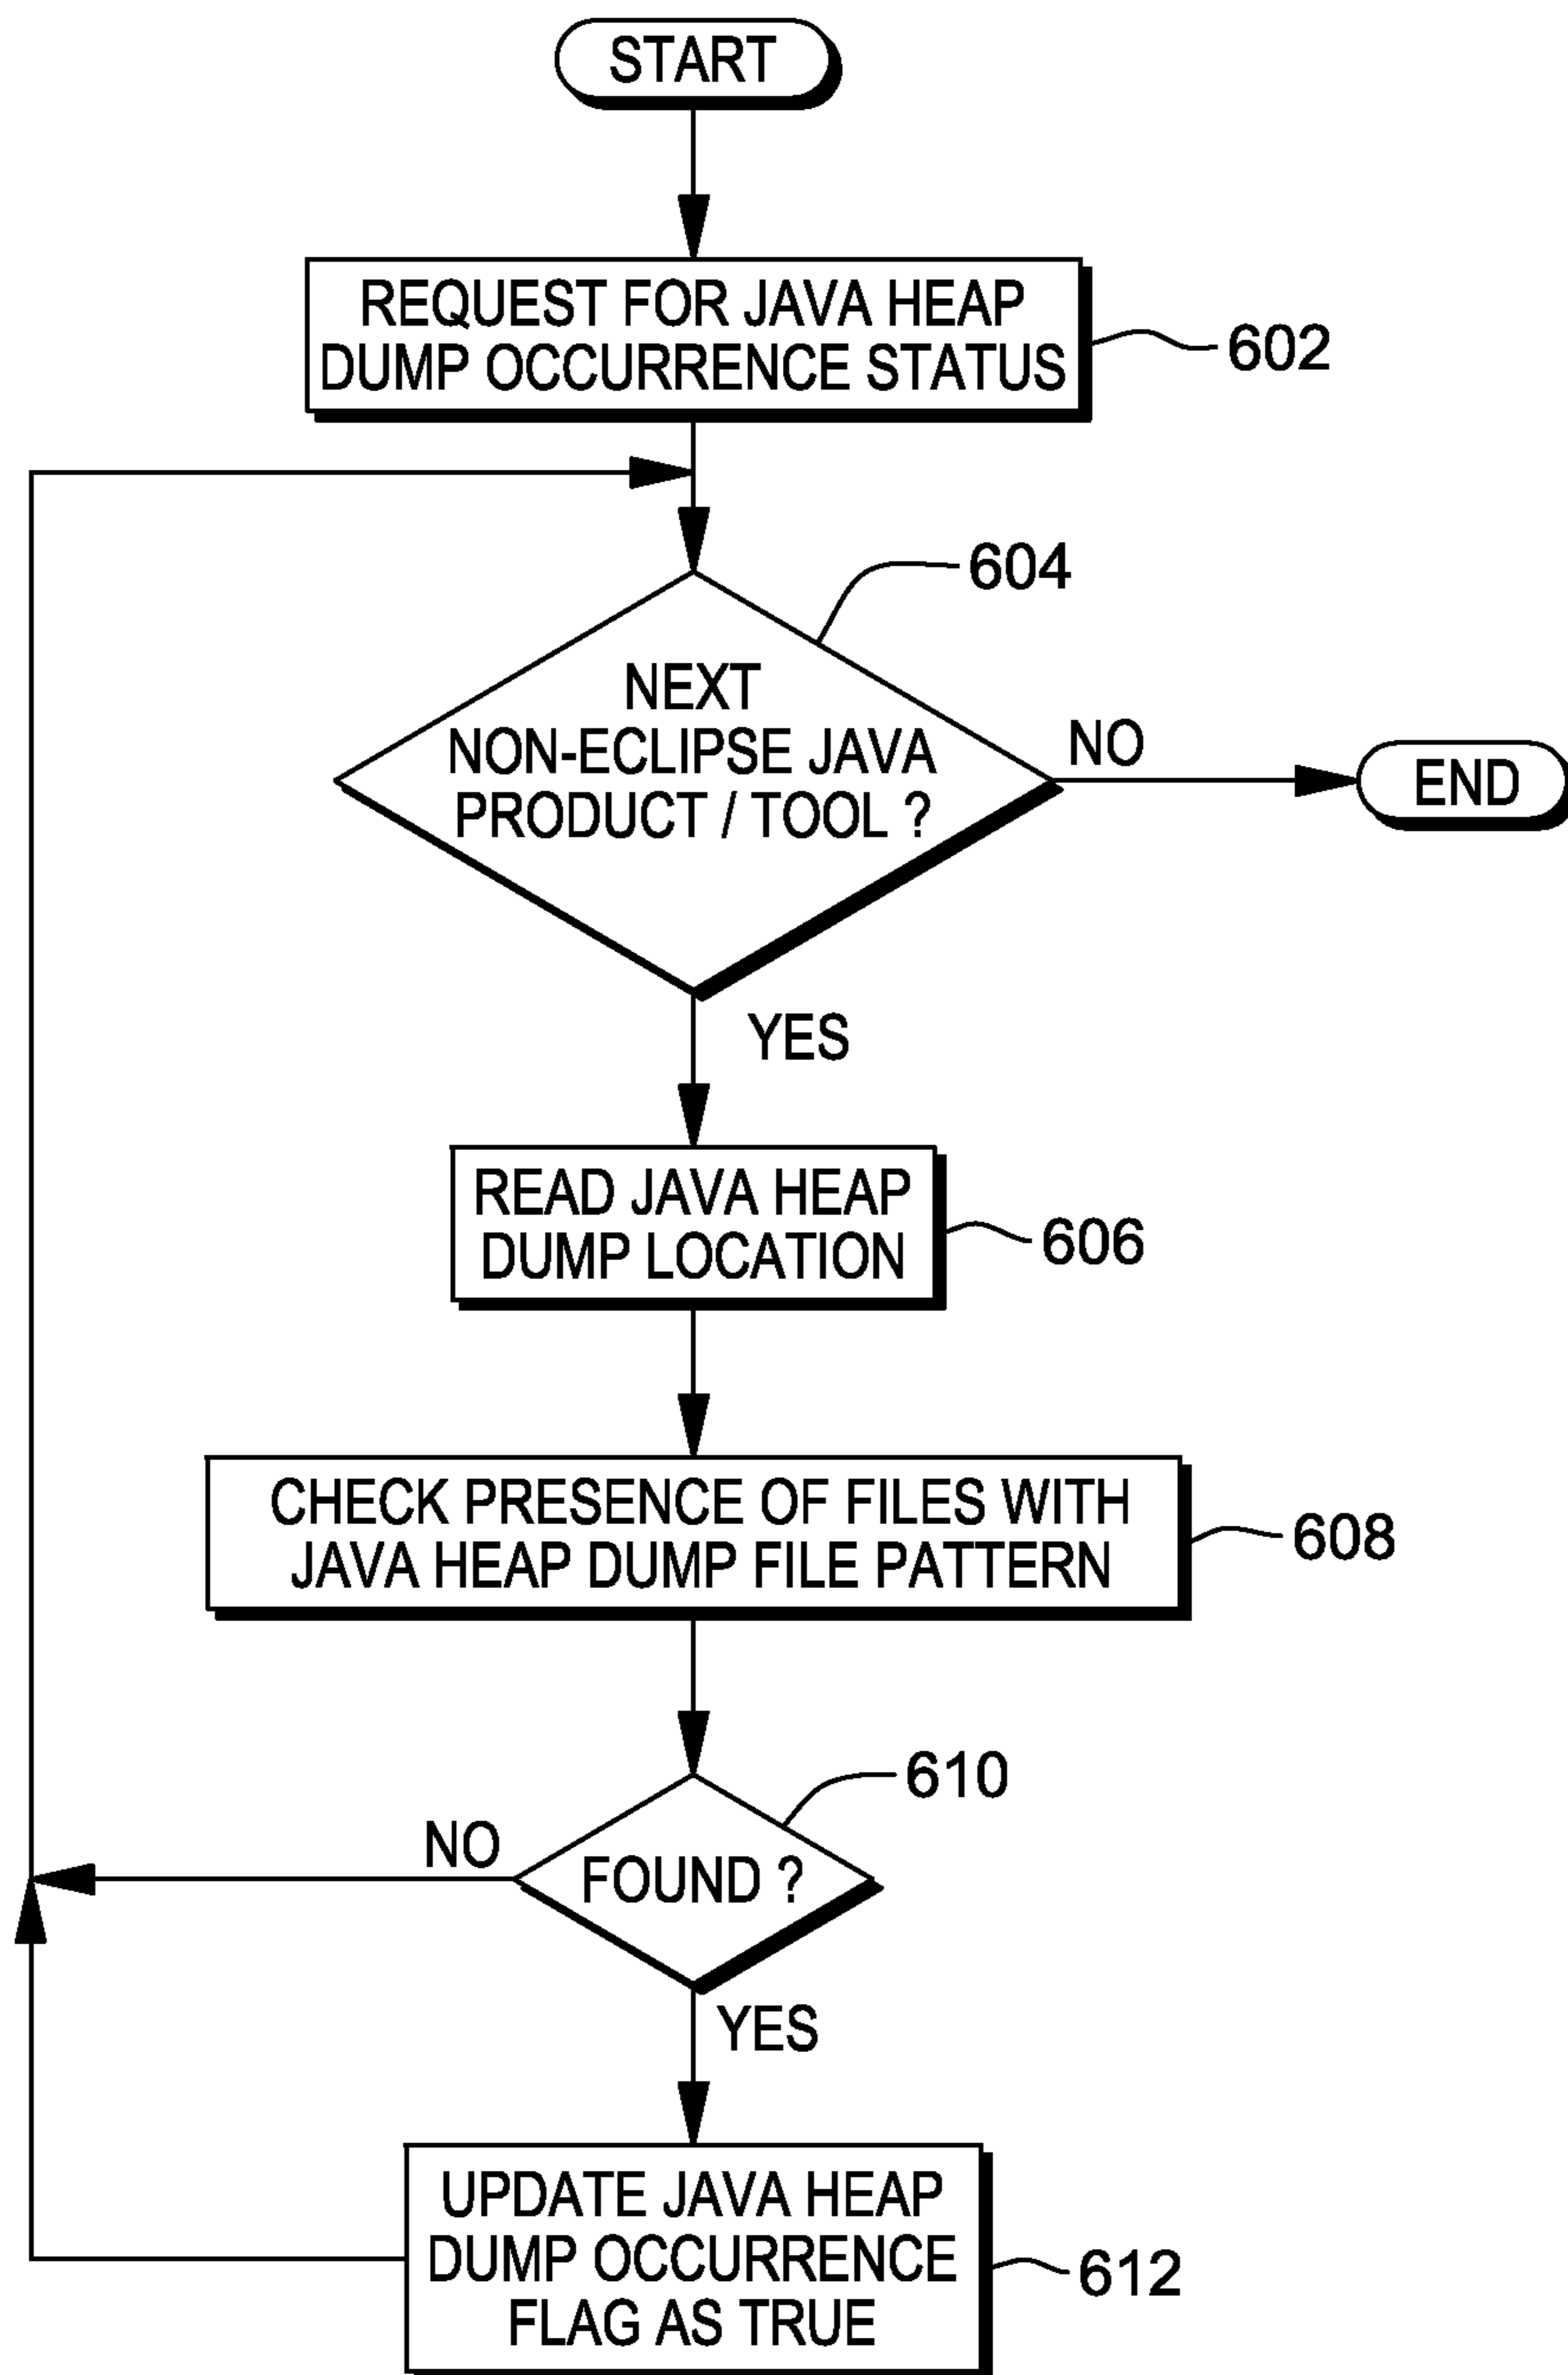 START
REQUEST FOR JAVA HEAP
DUMP OCCURRENCE STATUS
602
604
NEXT
NON-ECLIPSE JAVA
PRODUCT / TOOL ?
NO
END
YES
READ JAVA HEAP
DUMP LOCATION
606
CHECK PRESENCE OF FILES WITH
JAVA HEAP DUMP FILE PATTERN
608
610
NO
FOUND ?
YES
UPDATE JAVA HEAP
DUMP OCCURRENCE
FLAG AS TRUE
612